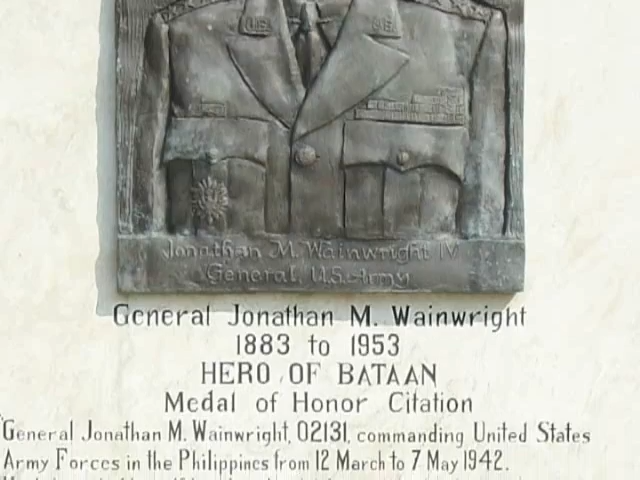 U.S. U.S.
Jonathan M. Wainwright IV
General, U.S. Army
General Jonathan M. Wainwright
1883 to 1953
HERO OF BATAAN
Medal of Honor Citation
General Jonathan M. Wainwright, 02131, commanding United States
Army Forces in the Philippines from 12 March to 7 May 1942.